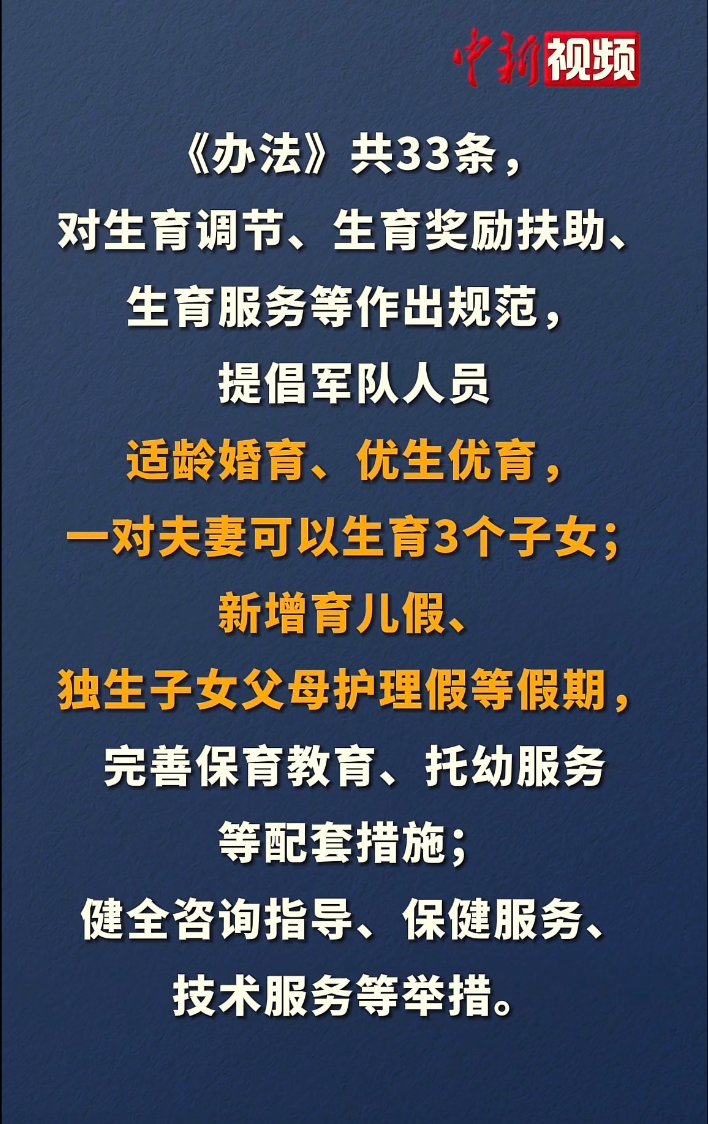 中新视频
《办法》共33条，
对生育调节、生育奖励扶助、
生育服务等作出规范，
提倡军队人员
适龄婚育、优生优育，
一对夫妻可以生育3个子女；
新增育儿假、
独生子女父母护理假等假期，
完善保育教育、托幼服务
等配套措施；
健全咨询指导、保健服务、
技术服务等举措。